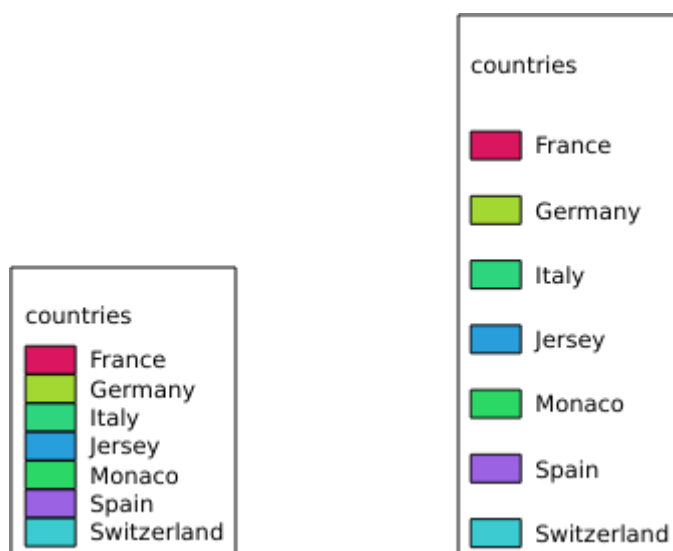 countries
France
Germany
Italy
Jersey
Monaco
Spain
Switzerland
countries
France
Germany
Italy
Jersey
Monaco
Spain
Switzerland